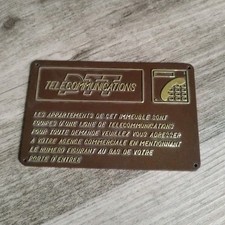 PTT
TELECOMMUNICATIONS
LES APPARTEMENTS DE CET IMMEUBLE SONT
EQUIPES D'UNE LIGNE DE TELECOMMUNICATIONS
POUR TOUTE DEMANDE VEUILLEZ VOUS ADRESSER
A VOTRE AGENCE COMMERCIALE EN MENTIONNANT
LE NUMERO FIGURANT AU BAS DE VOTRE
PORTE D'ENTREE